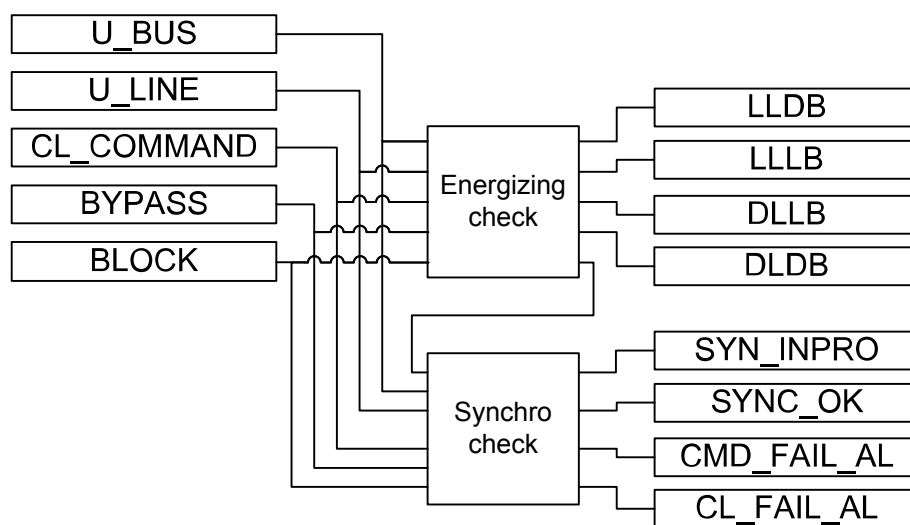 U_BUS
U_LINE
CL_COMMAND
BYPASS
BLOCK
Energizing
check
LLDB
LLLB
DLLB
DLDB
Synchro
check
SYN_INPRO
SYNC_OK
CMD_FAIL_AL
CL_FAIL_AL